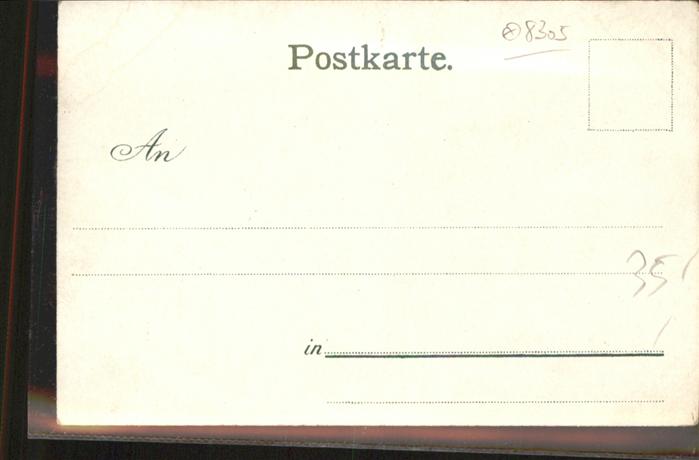 ⊗8305
Postkarte.
An
35
in